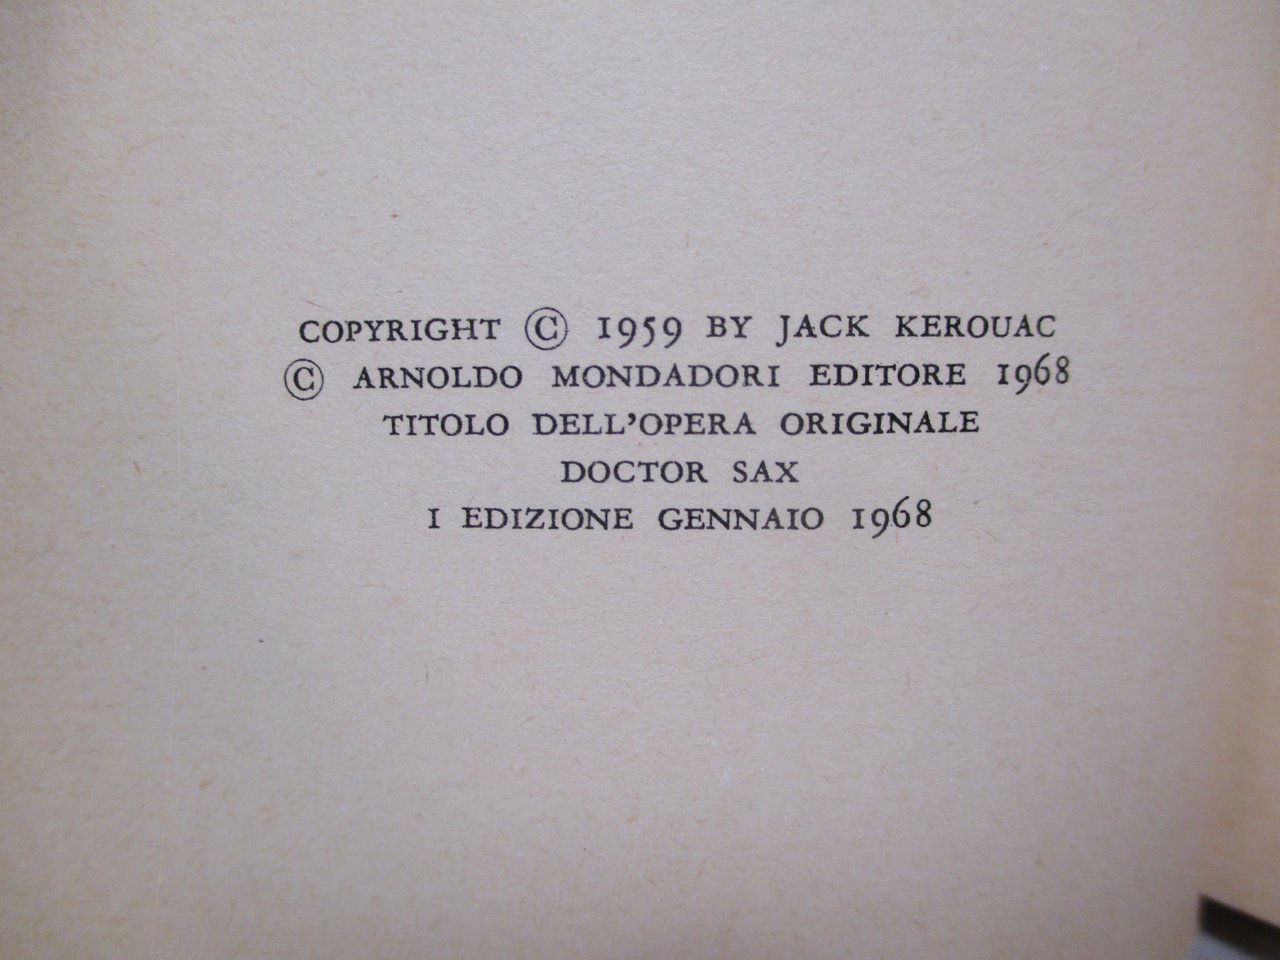 COPYRIGHT © 1959 BY JACK KEROUAC
© ARNOLDO MONDADORI EDITORE 1968
TITOLO DELL'OPERA ORIGINALE
DOCTOR SAX
I EDIZIONE GENNAIO 1968